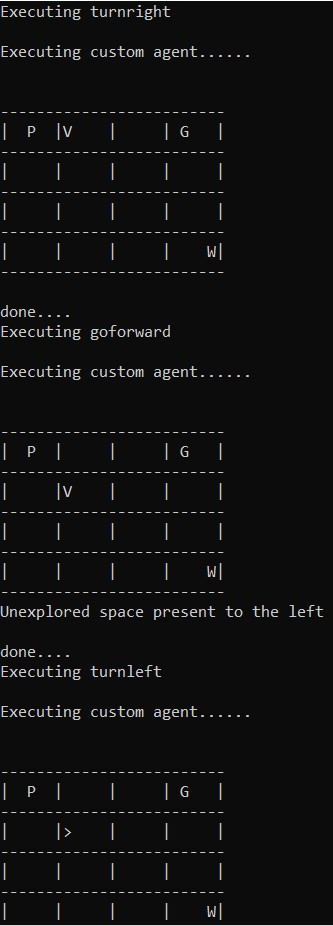 Executing turnright
Executing custom agent......
-------------------------
|  P  |V    |     | G   |
-------------------------
|     |     |     |     |
-------------------------
|     |     |     |     |
-------------------------
|     |     |     |    W|
-------------------------
done....
Executing goforward
Executing custom agent......
-------------------------
|  P  |     |     | G   |
-------------------------
|     |V    |     |     |
-------------------------
|     |     |     |     |
-------------------------
|     |     |     |    W|
-------------------------
Unexplored space present to the left
done....
Executing turnleft
Executing custom agent......
-------------------------
|  P  |     |     | G   |
-------------------------
|     |>    |     |     |
-------------------------
|     |     |     |     |
-------------------------
|     |     |     |    W|